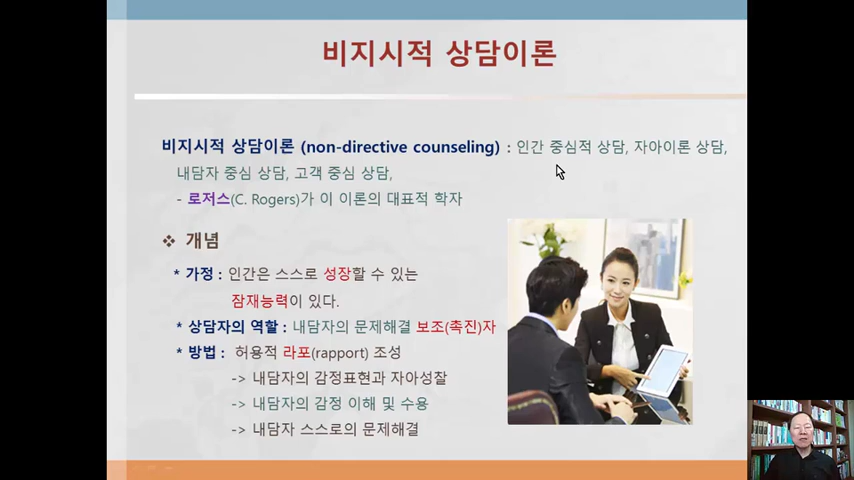 비지시적 상담이론
비지시적 상담이론 (non-directive counseling) : 인간 중심적 상담, 자아이론 상담,
내담자 중심 상담, 고객 중심 상담,
- 로저스(C. Rogers)가 이 이론의 대표적 학자
❖ 개념
* 가정 : 인간은 스스로 성장할 수 있는
잠재능력이 있다.
* 상담자의 역할 : 내담자의 문제해결 보조(촉진)자
* 방법 : 허용적 라포(rapport) 조성
-> 내담자의 감정표현과 자아성찰
-> 내담자의 감정 이해 및 수용
-> 내담자 스스로의 문제해결